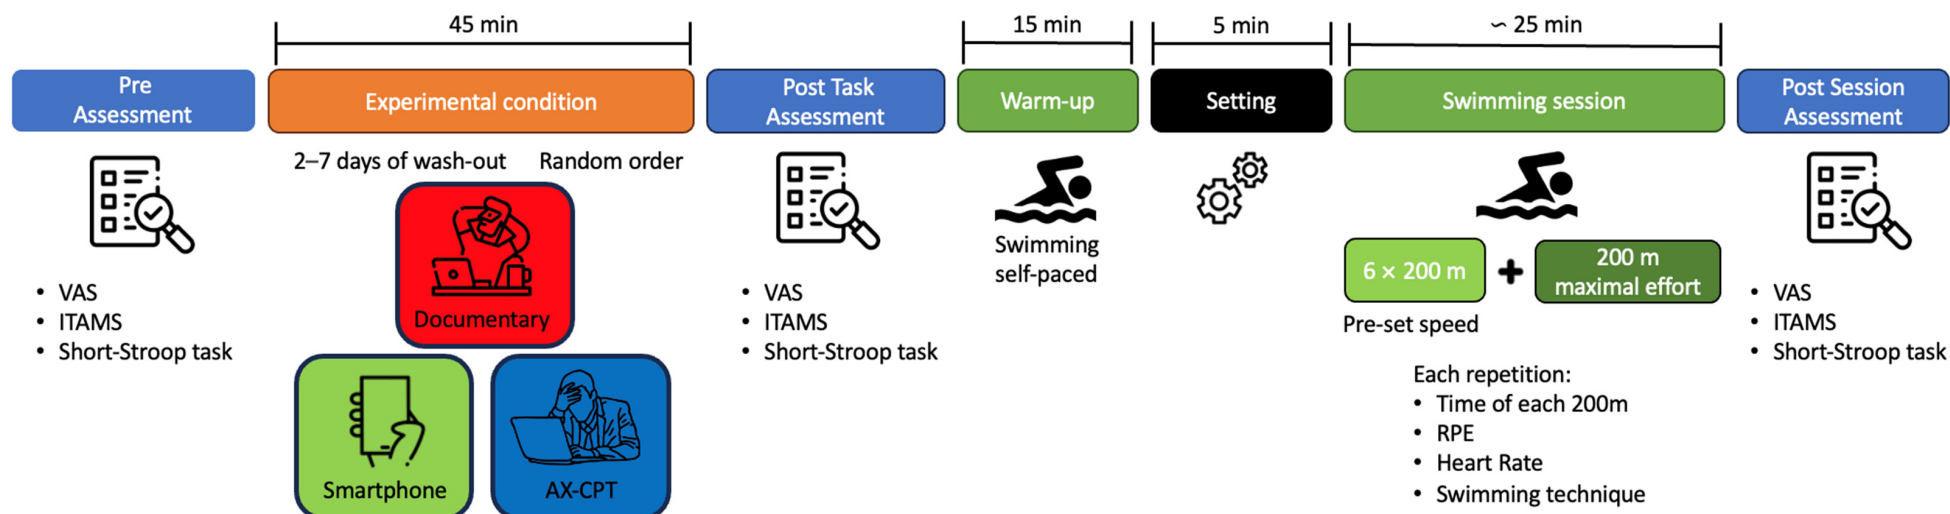 45 min
15 min
5 min
∽ 25 min
Pre
Assessment
Experimental condition
Post Task
Assessment
Warm-up
Setting
Swimming session
Post Session
Assessment
2–7 days of wash-out
Random order
Documentary
Smartphone
AX-CPT
• VAS
• ITAMS
• Short-Stroop task
• VAS
• ITAMS
• Short-Stroop task
Swimming
self-paced
6 × 200 m
+
200 m
maximal effort
Pre-set speed
Each repetition:
• Time of each 200m
• RPE
• Heart Rate
• Swimming technique
• VAS
• ITAMS
• Short-Stroop task